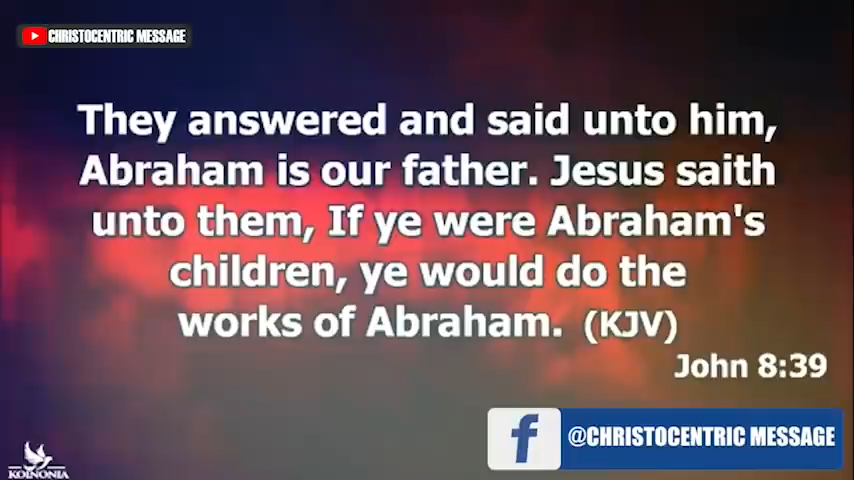 CHRISTOCENTRIC MESSAGE
They answered and said unto him,
Abraham is our father. Jesus saith
unto them, If ye were Abraham's
children, ye would do the
works of Abraham. (KJV)
John 8:39
f @CHRISTOCENTRIC MESSAGE
KOINONIA